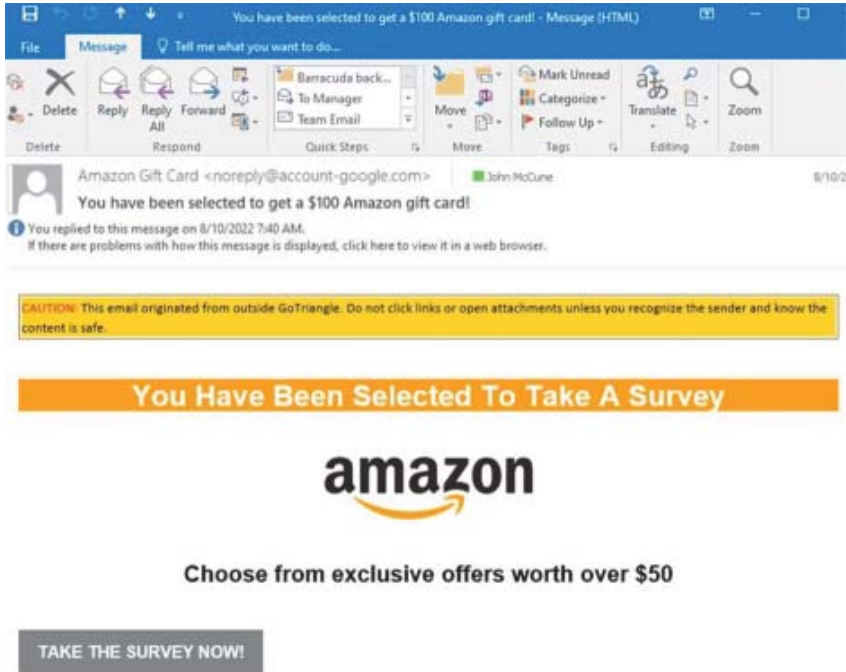 You have been selected to get a $100 Amazon gift card! - Message (HTML)
File Message Tell me what you want to do...
Delete
Reply
Reply All
Forward
Barracuda back...
To Manager
Team Email
Move
Mark Unread
Categorize
Follow Up
Translate
Zoom
Delete Respond Quick Steps Move Tags Editing Zoom
Amazon Gift Card <noreply@account-google.com> John McCune 8/10/2
You have been selected to get a $100 Amazon gift card!
You replied to this message on 8/10/2022 7:40 AM.
If there are problems with how this message is displayed, click here to view it in a web browser.
CAUTION: This email originated from outside GoTriangle. Do not click links or open attachments unless you recognize the sender and know the
content is safe.
You Have Been Selected To Take A Survey
amazon
Choose from exclusive offers worth over $50
TAKE THE SURVEY NOW!